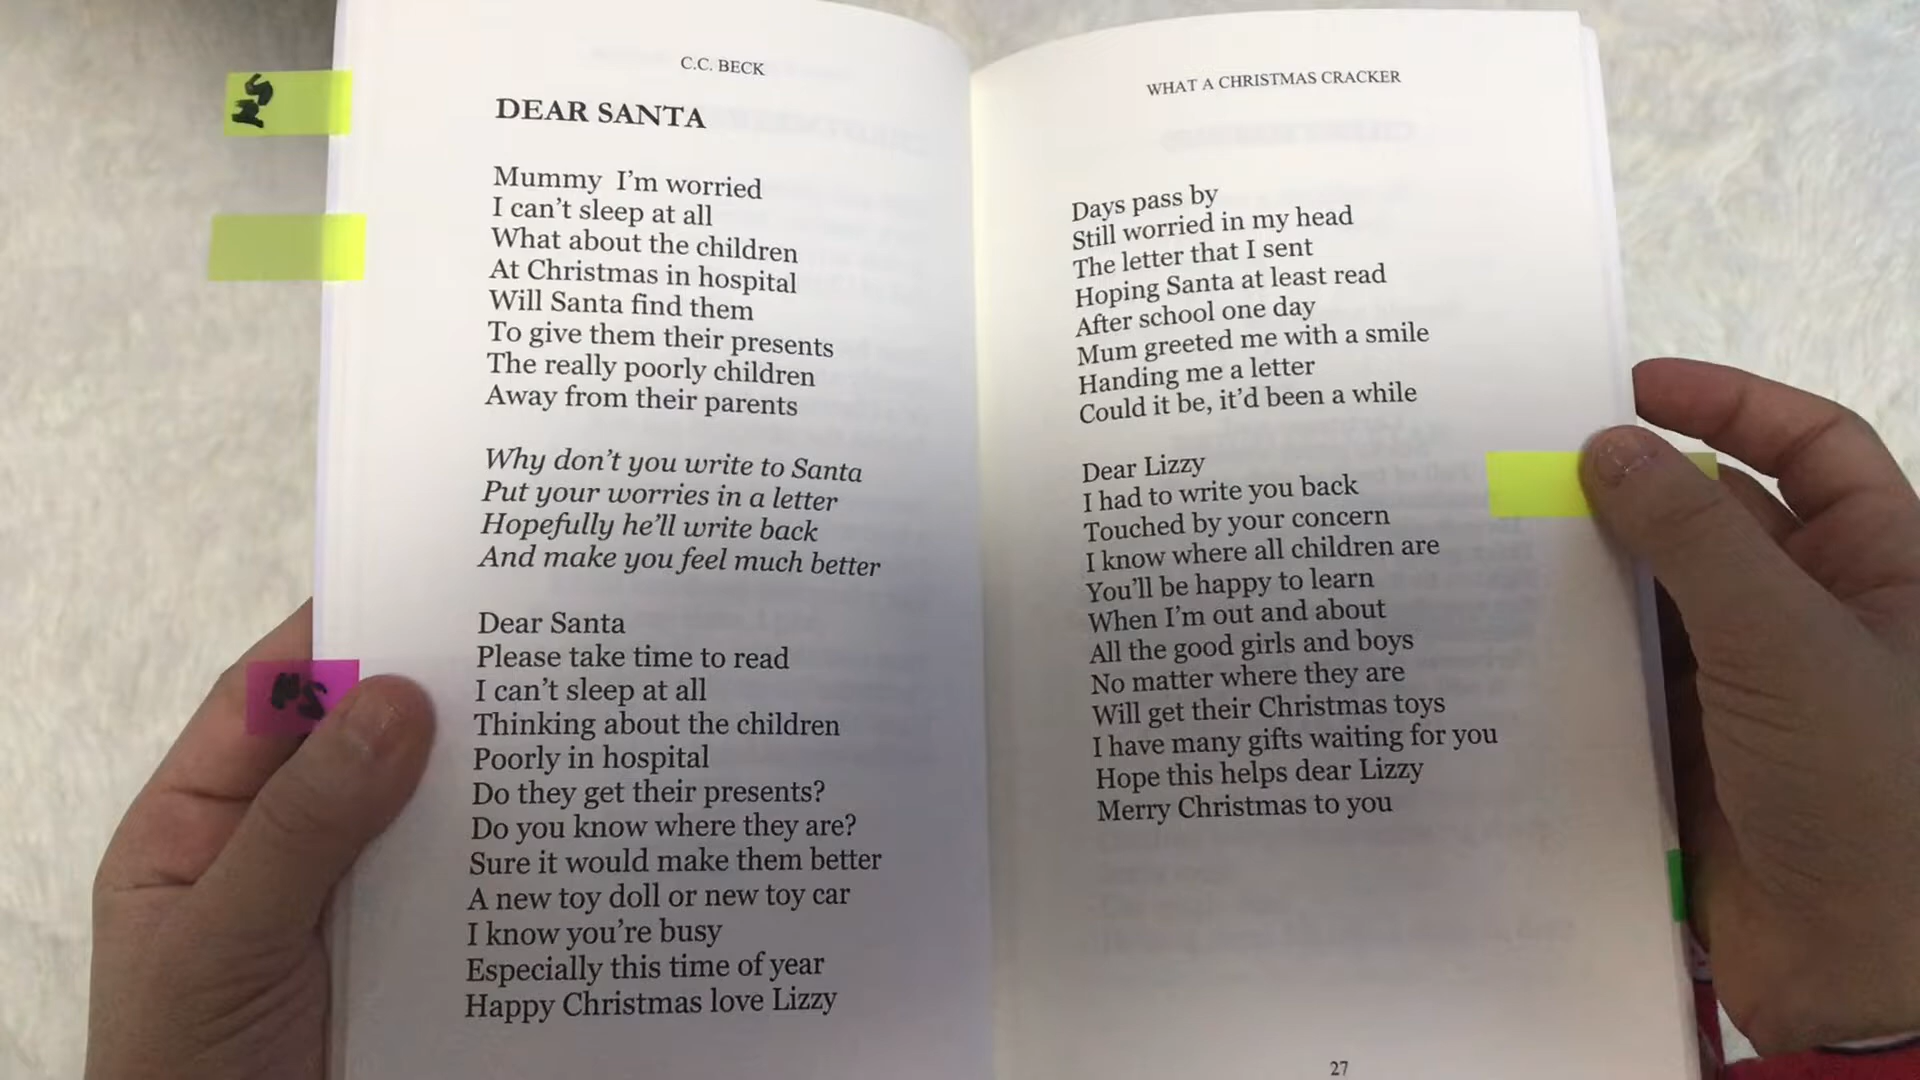 C.C. BECK
DEAR SANTA
Mummy  I'm worried
I can't sleep at all
What about the children
At Christmas in hospital
Will Santa find them
To give them their presents
The really poorly children
Away from their parents
Why don't you write to Santa
Put your worries in a letter
Hopefully he'll write back
And make you feel much better
Dear Santa
Please take time to read
I can't sleep at all
Thinking about the children
Poorly in hospital
Do they get their presents?
Do you know where they are?
Sure it would make them better
A new toy doll or new toy car
I know you're busy
Especially this time of year
Happy Christmas love Lizzy
WHAT A CHRISTMAS CRACKER
Days pass by
Still worried in my head
The letter that I sent
Hoping Santa at least read
After school one day
Mum greeted me with a smile
Handing me a letter
Could it be, it'd been a while
Dear Lizzy
I had to write you back
Touched by your concern
I know where all children are
You'll be happy to learn
When I'm out and about
All the good girls and boys
No matter where they are
Will get their Christmas toys
I have many gifts waiting for you
Hope this helps dear Lizzy
Merry Christmas to you
27